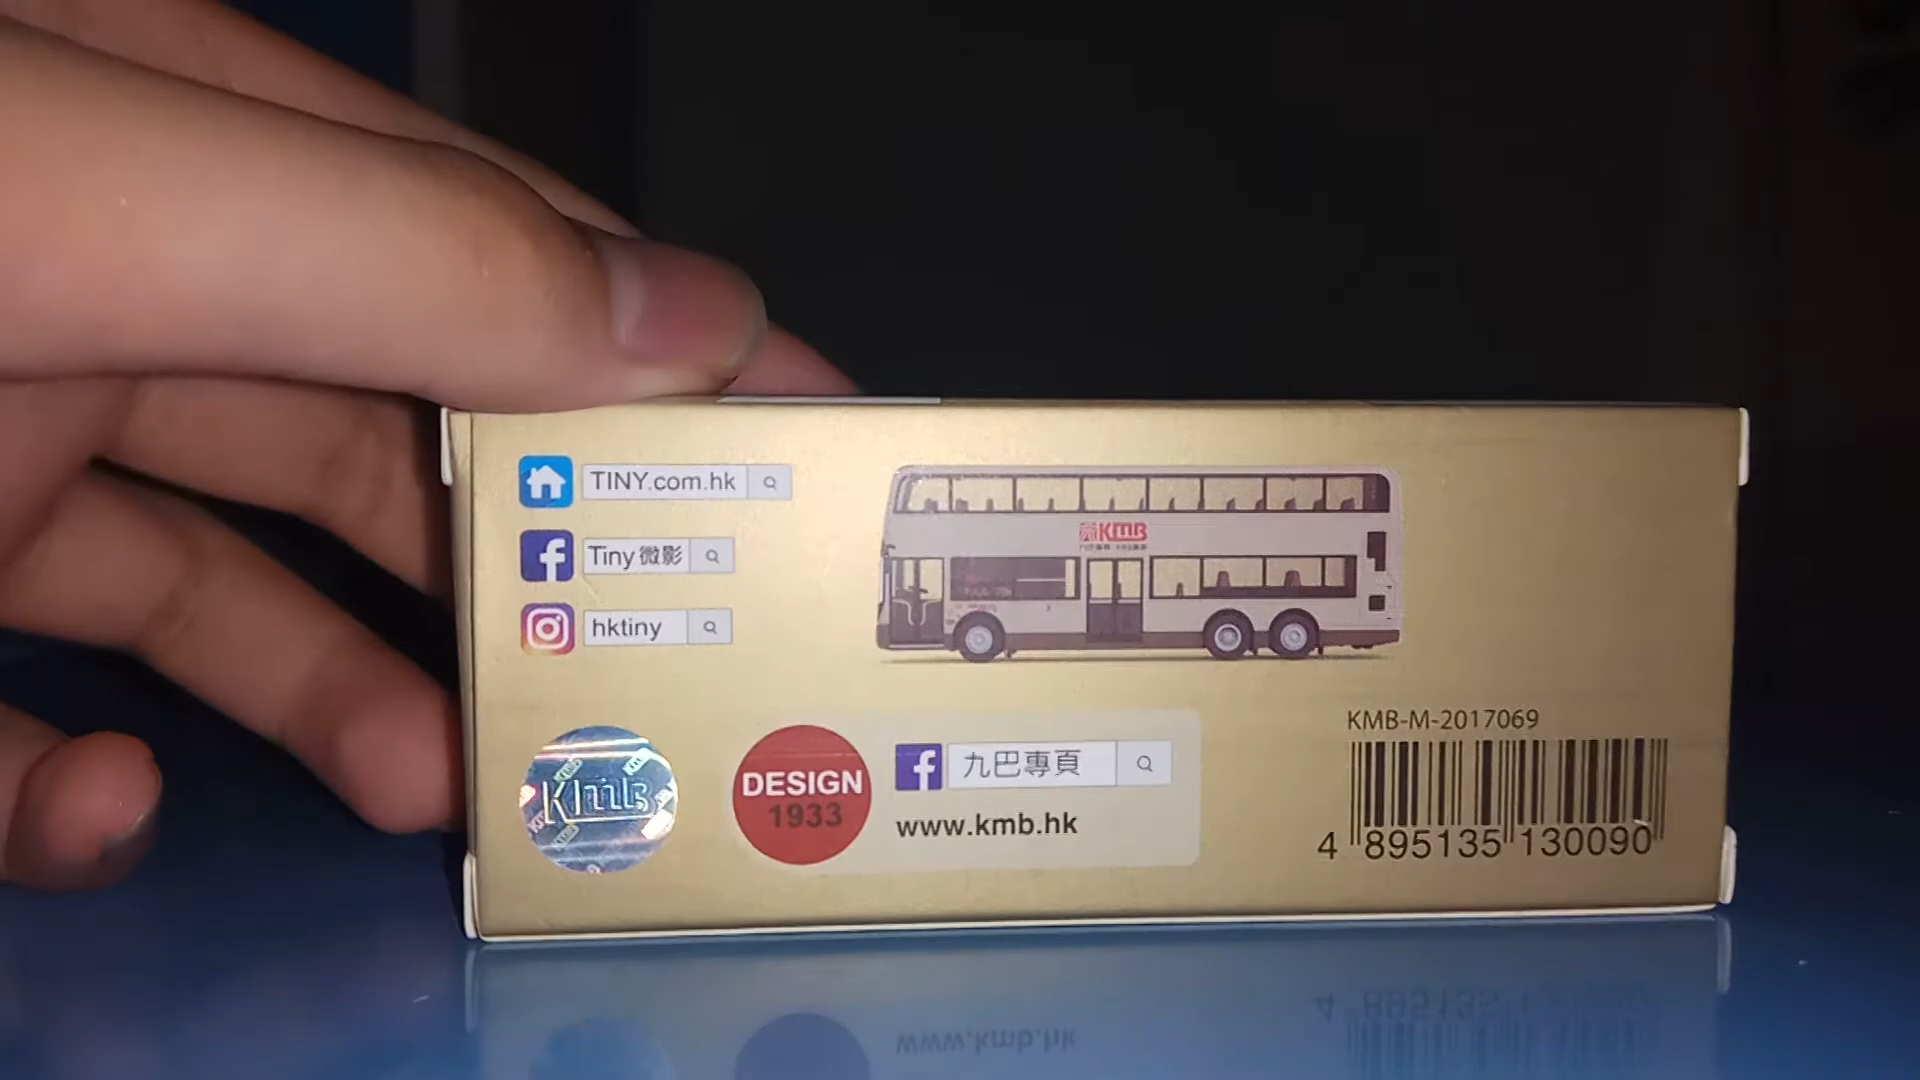 TINY.com.hk
Tiny 微影
hktiny
KMB
KMB
DESIGN
1933
九巴專頁
www.kmb.hk
KMB-M-2017069
4 895135 130090